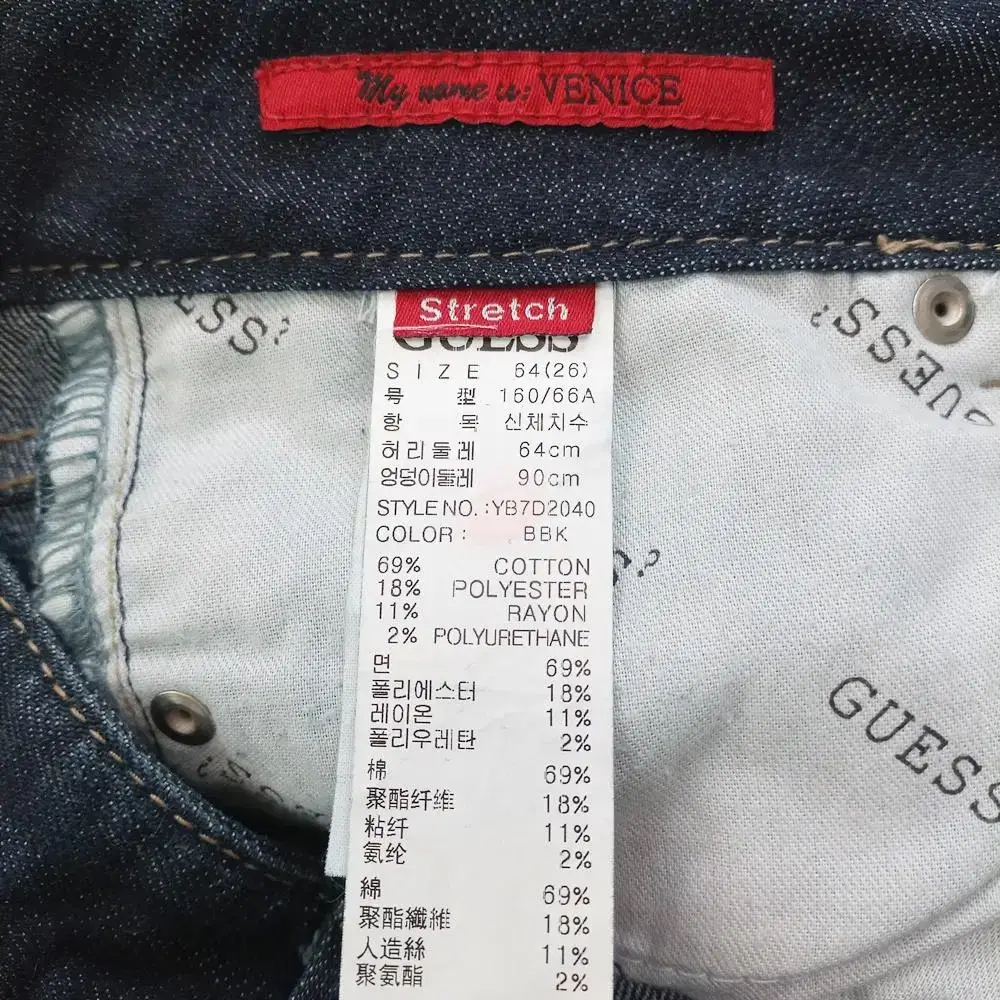 My name is: VENICE
Stretch
GUESS
SIZE 64(26)
号 型 160/66A
항 목 신체치수
허리둘레 64cm
엉덩이둘레 90cm
STYLE NO. :YB7D2040
COLOR : BBK
69% COTTON
18% POLYESTER
11% RAYON
2% POLYURETHANE
면 69%
폴리에스터 18%
레이온 11%
폴리우레탄 2%
棉 69%
聚酯纤维 18%
粘纤 11%
氨纶 2%
綿 69%
聚酯纖維 18%
人造絲 11%
聚氨酯 2%
ESS?
GUESS?
S?
GUESS